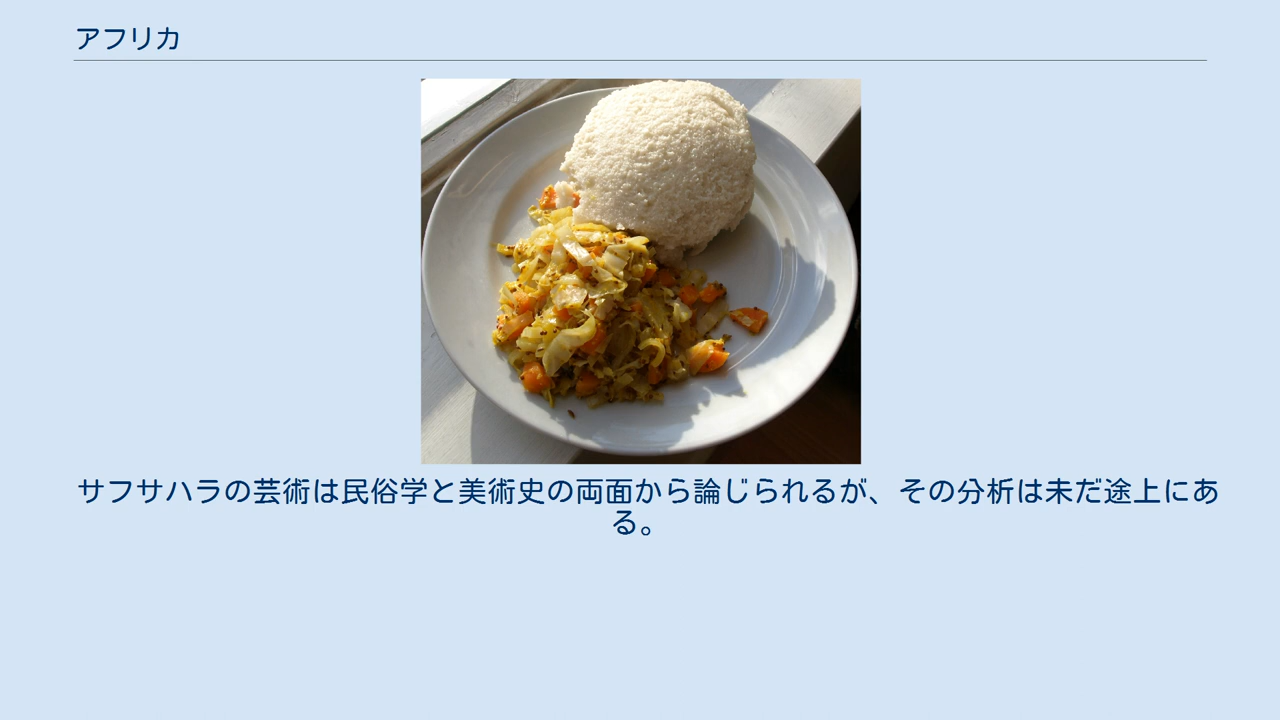 アフリカ
サブサハラの芸術は民俗学と美術史の両面から論じられるが、その分析は未だ途上にあ
る。